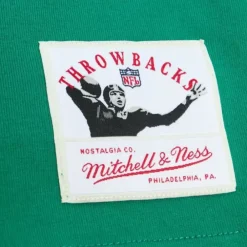 THROWBACKS
NFL
NOSTALGIA CO.
Mitchell & Ness
PHILADELPHIA, PA.